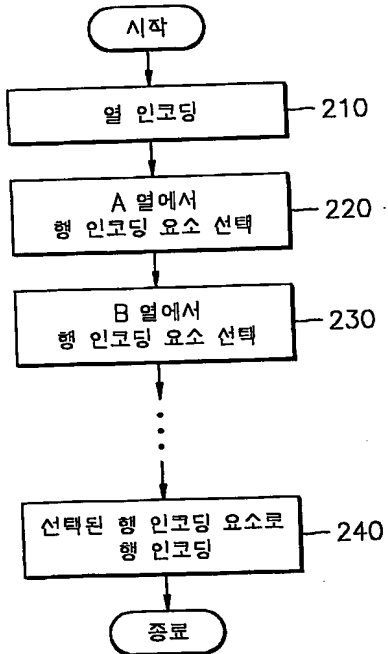 시작
열 인코딩
210
A 열에서
행 인코딩 요소 선택
220
B 열에서
행 인코딩 요소 선택
230
선택된 행 인코딩 요소로
행 인코딩
240
종료